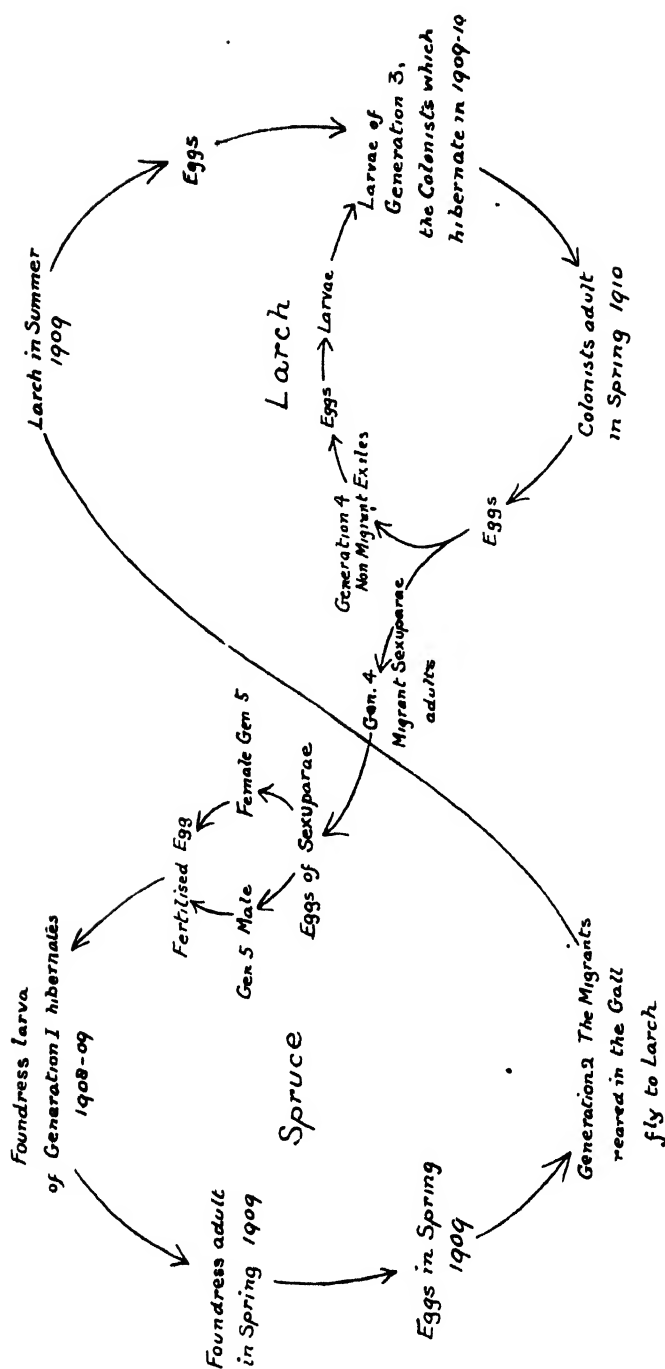 Foundress larva
of Generation I hibernates
1908-09
Foundress adult
in Spring 1909
Eggs in Spring
1909
Generation 2 The Migrants
reared in the Gall
fly to Larch
Spruce
Fertilised Egg
Gen 5 Male
Female Gen 5
Eggs of Sexuparae
Gen. 4
Migrant Sexuparae
adults
Larch in Summer
1909
Eggs
Larvae of
Generation 3,
the Colonists which
hibernate in 1909-10
Colonists adult
in Spring 1910
Eggs
Generation 4
Non Migrant Exiles
Eggs
Larvae
Larch